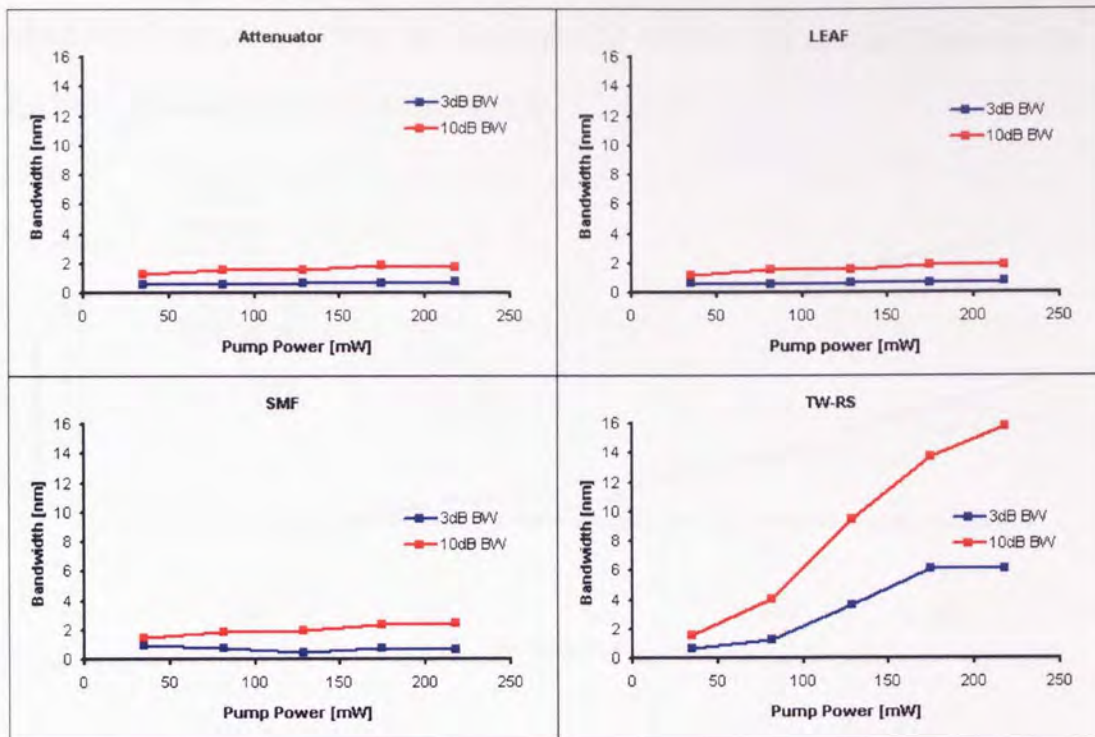 Attenuator
16
14
12
10
8
6
4
2
0
Bandwidth [nm]
3dB BW
10dB BW
0 50 100 150 200 250
Pump Power [mW]
LEAF
16
14
12
10
8
6
4
2
0
Bandwidth [nm]
3dB BW
10dB BW
0 50 100 150 200 250
Pump power [mW]
SMF
16
14
12
10
8
6
4
2
0
Bandwidth [nm]
3dB BW
10dB BW
0 50 100 150 200 250
Pump Power [mW]
TW-RS
16
14
12
10
8
6
4
2
0
Bandwidth [nm]
3dB BW
10dB BW
0 50 100 150 200 250
Pump Power [mW]